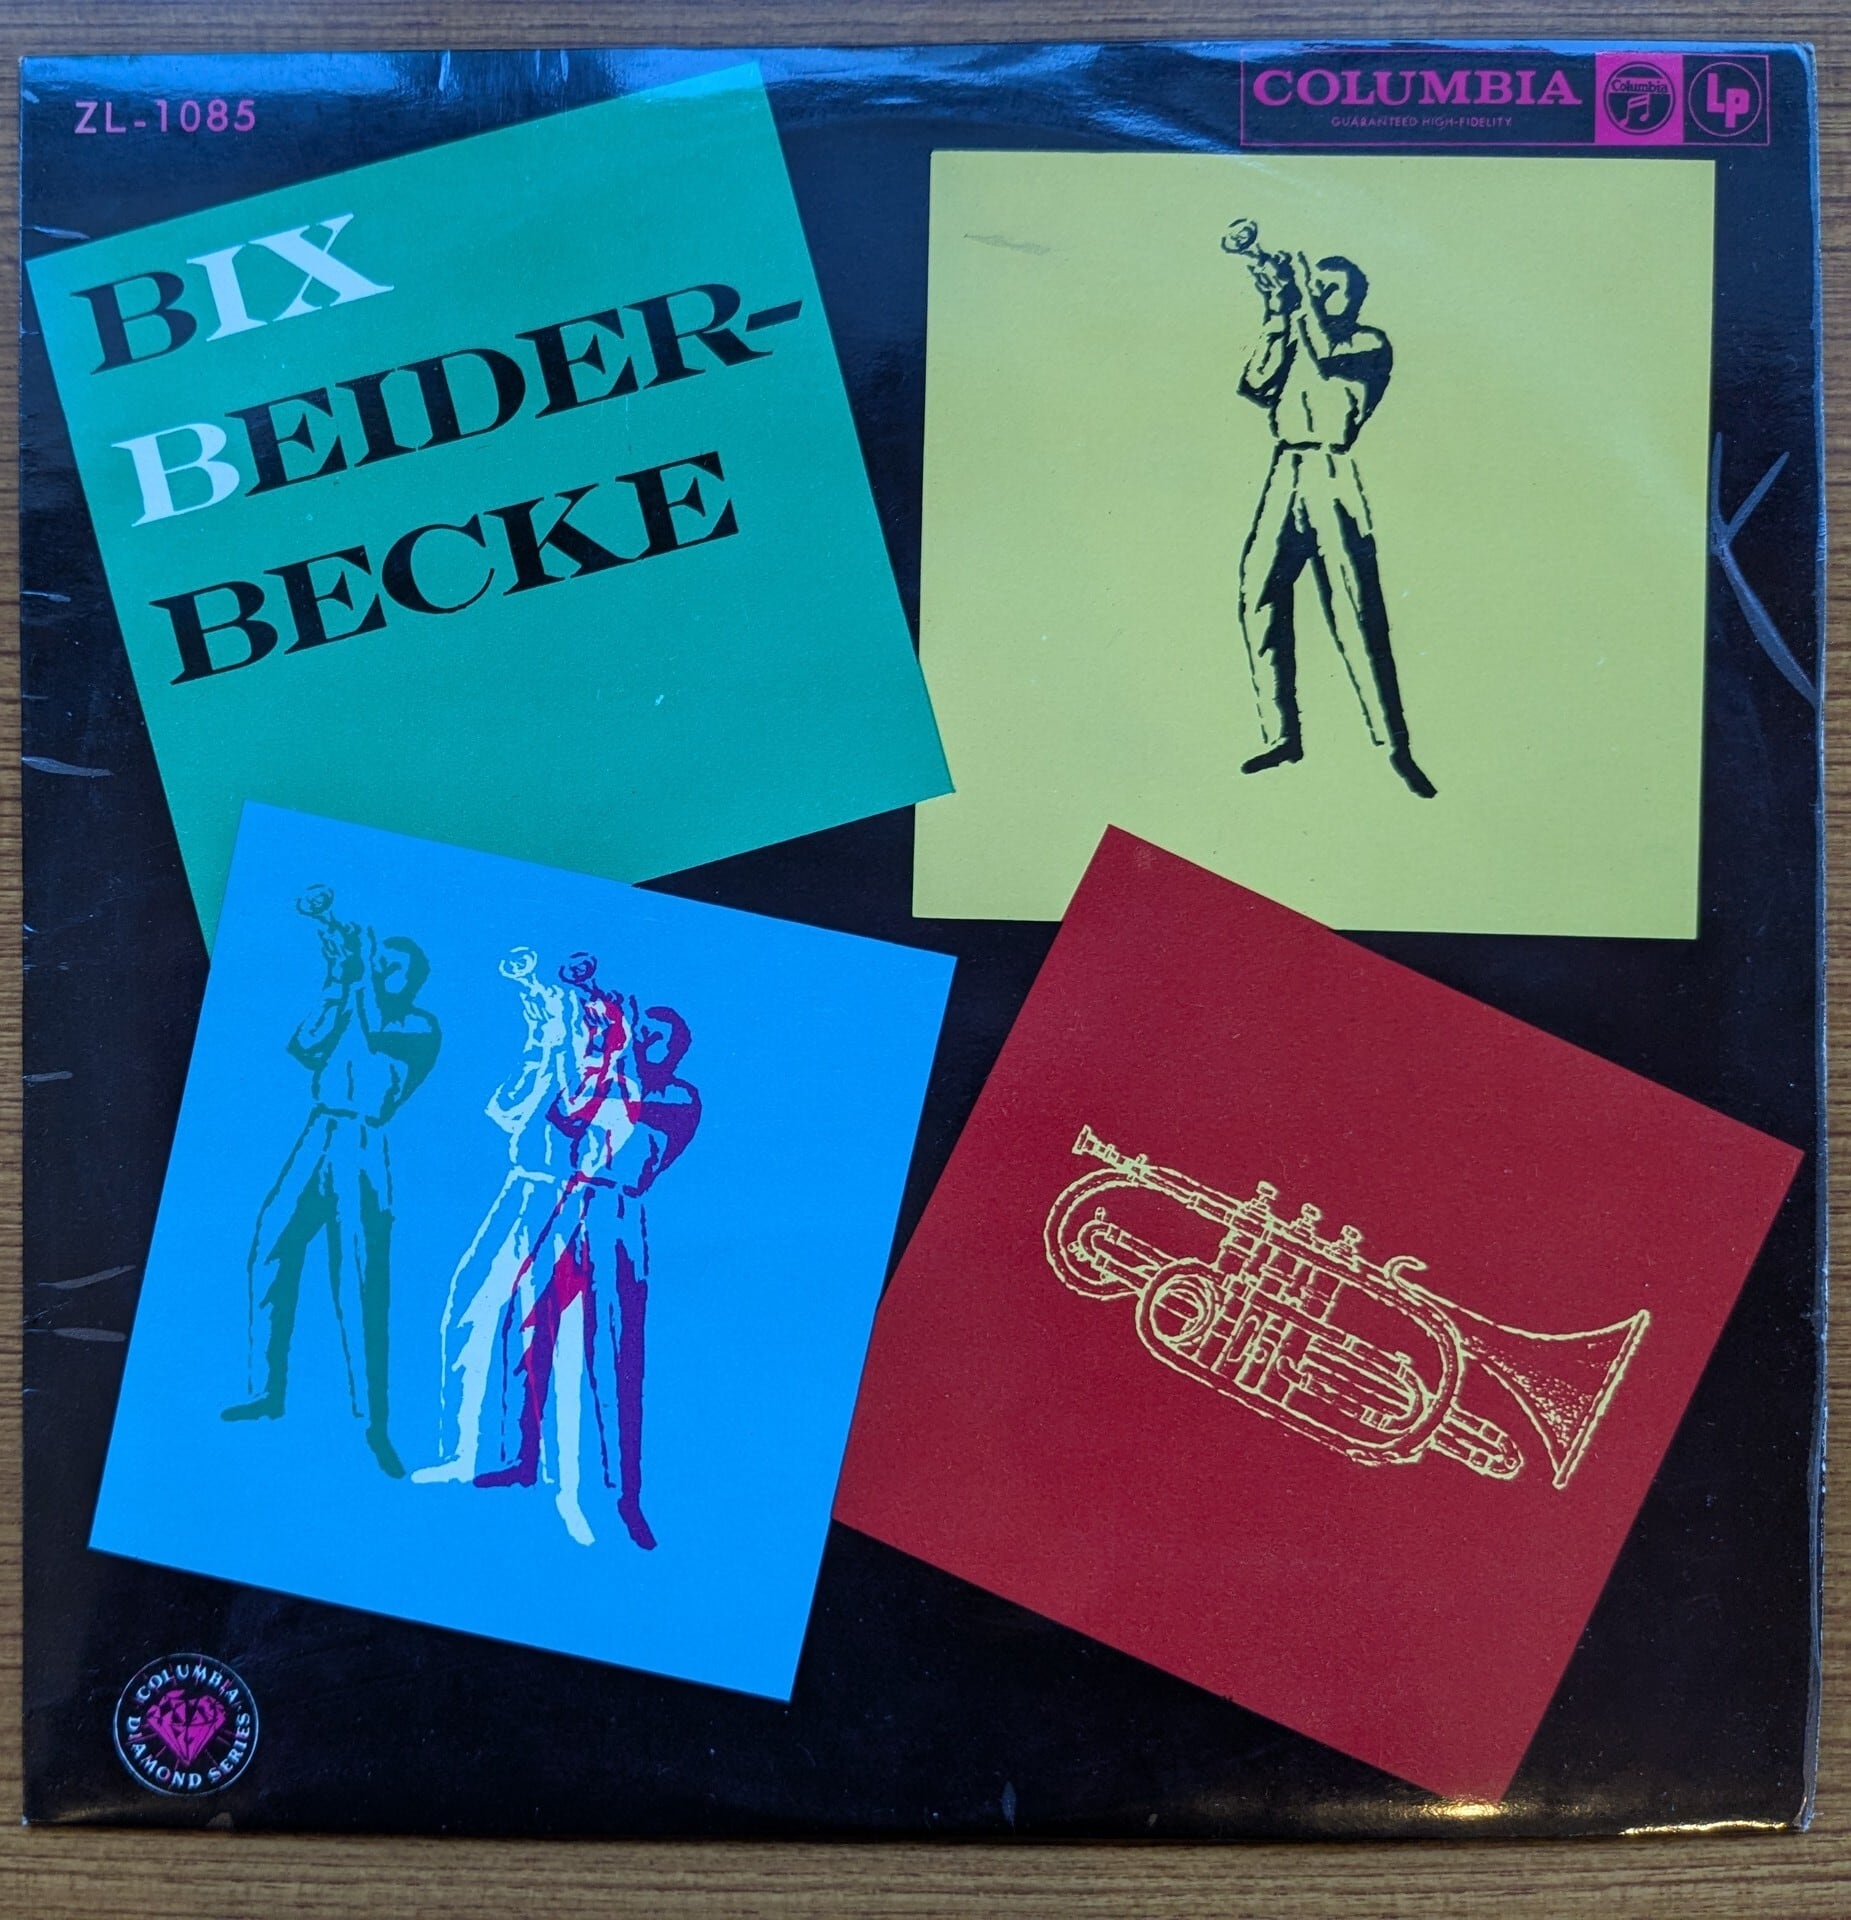 ZL-1085
COLUMBIA
GUARANTEED HIGH-FIDELITY
Columbia
Lp
BIX
BEIDER-
BECKE
COLUMBIA
DIAMOND SERIES